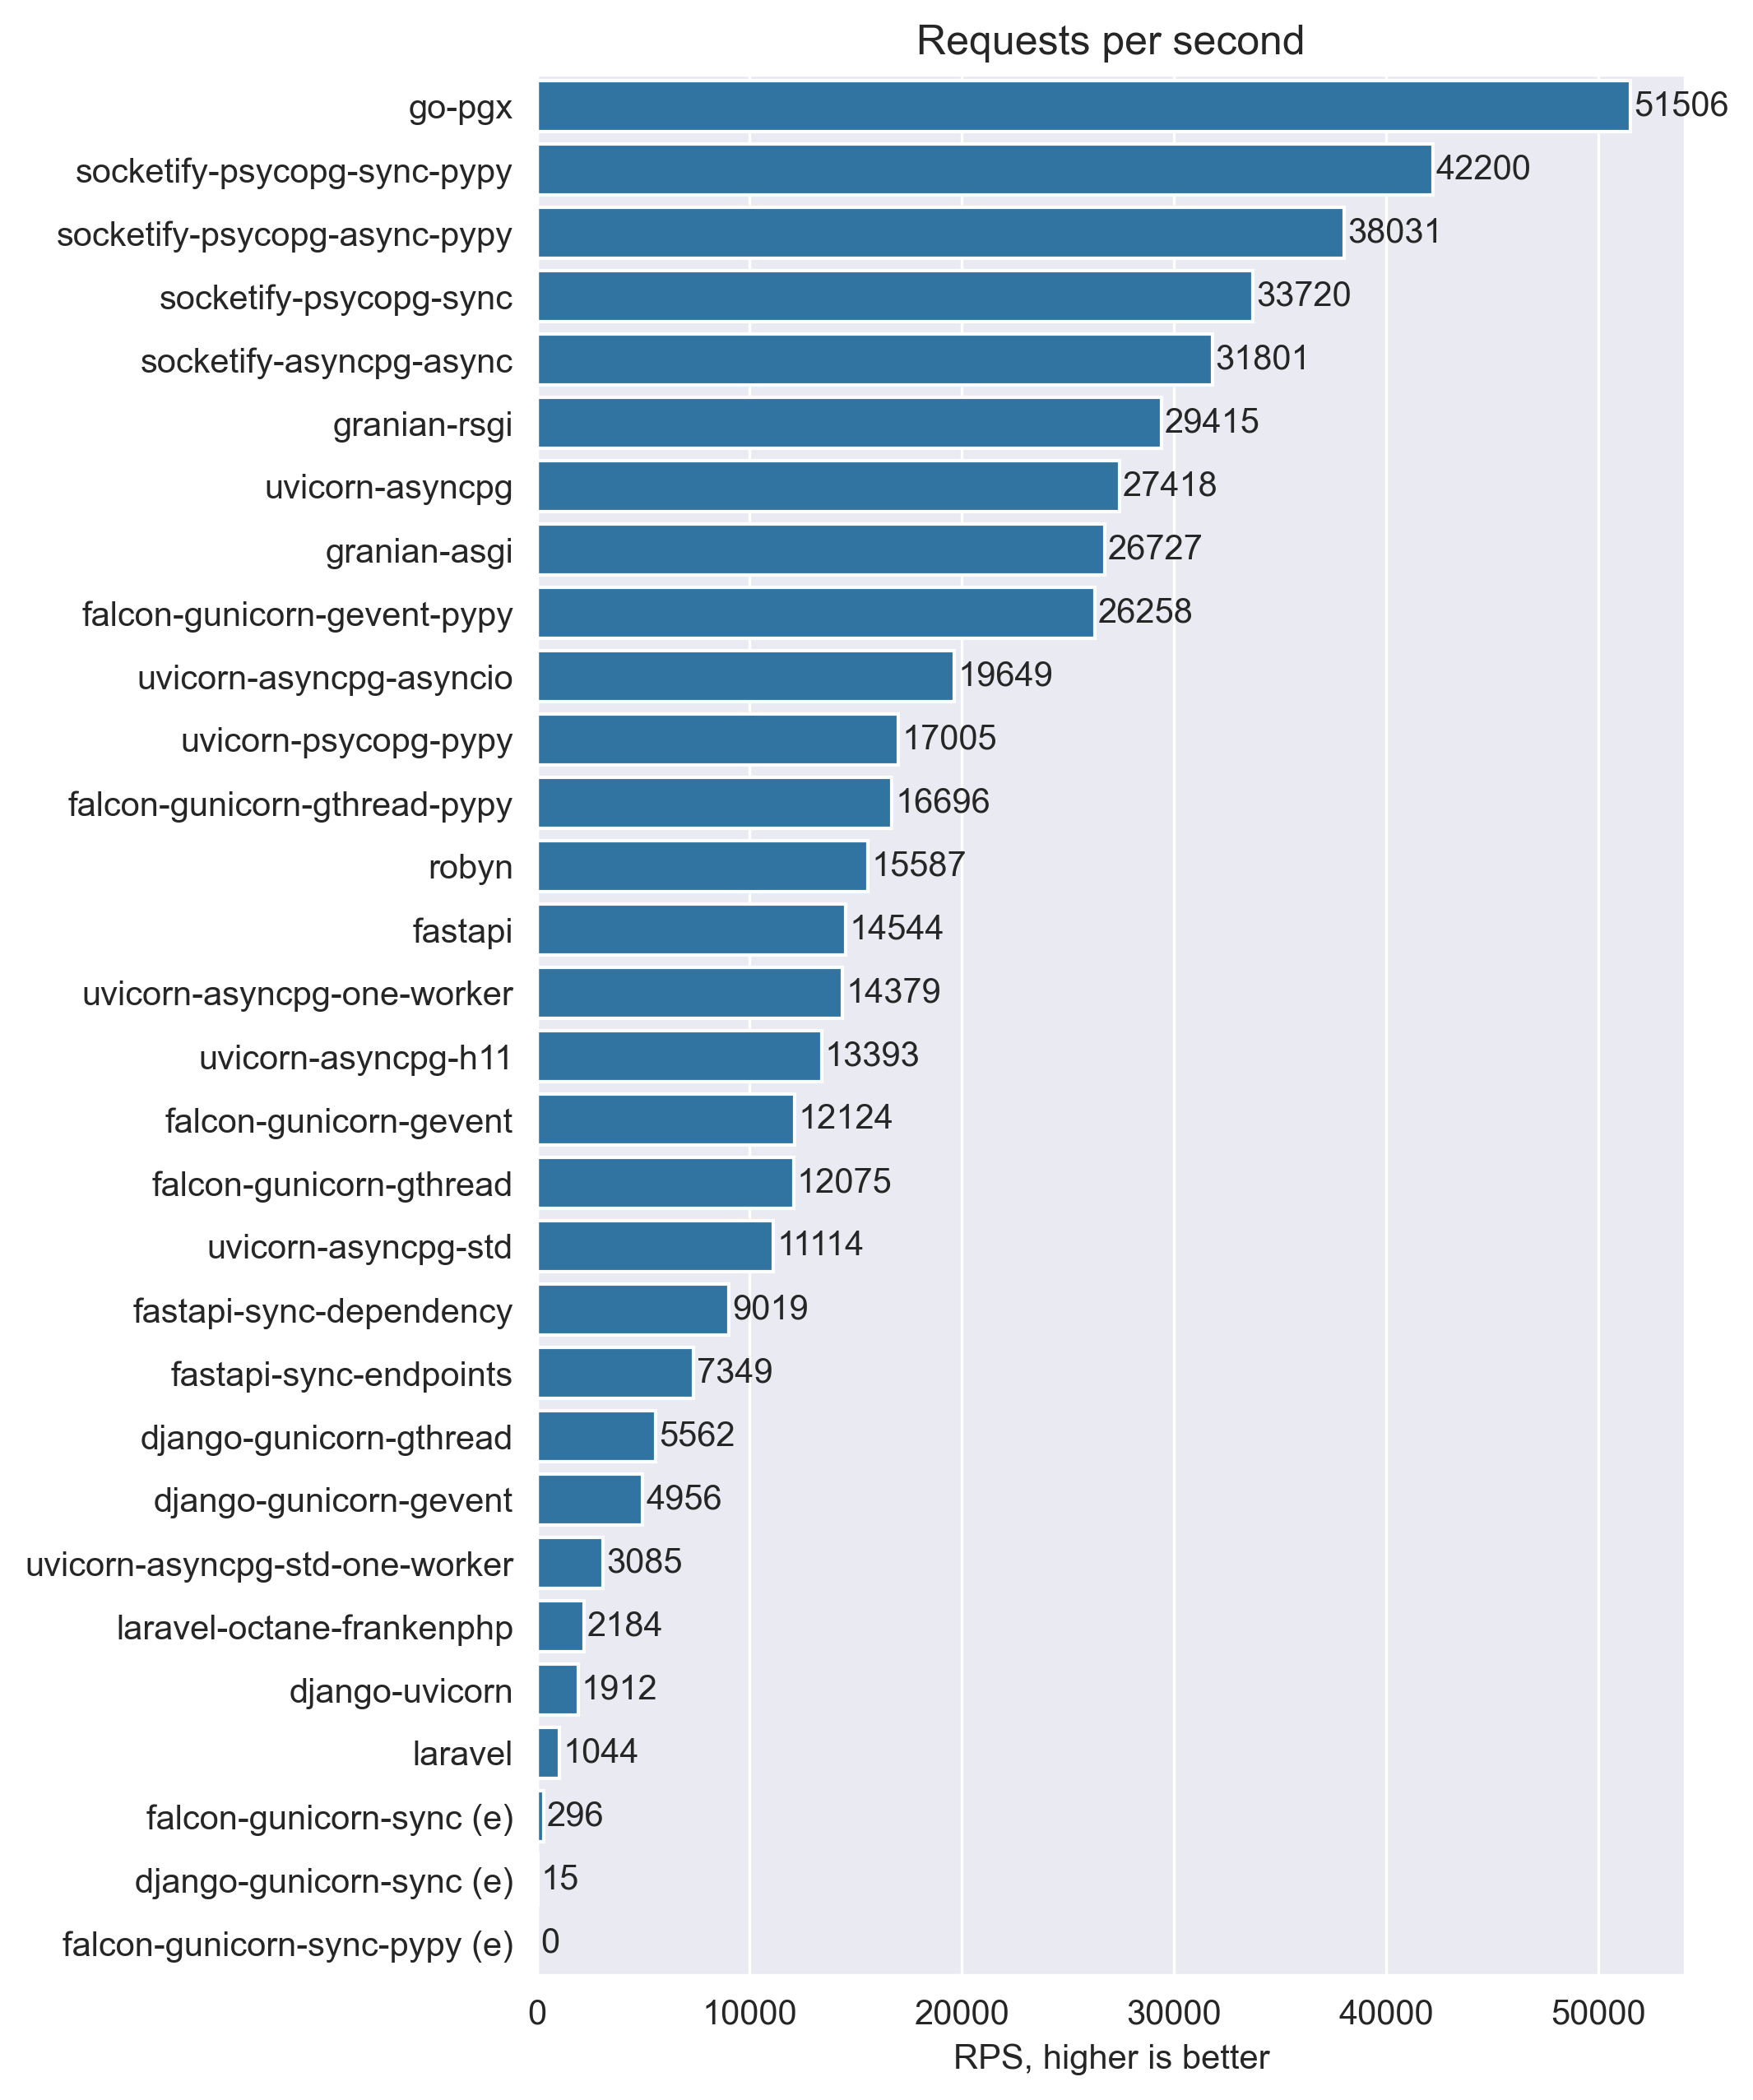 Requests per second
go-pgx 51506
socketify-psycopg-sync-pypy 42200
socketify-psycopg-async-pypy 38031
socketify-psycopg-sync 33720
socketify-asyncpg-async 31801
granian-rsgi 29415
uvicorn-asyncpg 27418
granian-asgi 26727
falcon-gunicorn-gevent-pypy 26258
uvicorn-asyncpg-asyncio 19649
uvicorn-psycopg-pypy 17005
falcon-gunicorn-gthread-pypy 16696
robyn 15587
fastapi 14544
uvicorn-asyncpg-one-worker 14379
uvicorn-asyncpg-h11 13393
falcon-gunicorn-gevent 12124
falcon-gunicorn-gthread 12075
uvicorn-asyncpg-std 11114
fastapi-sync-dependency 9019
fastapi-sync-endpoints 7349
django-gunicorn-gthread 5562
django-gunicorn-gevent 4956
uvicorn-asyncpg-std-one-worker 3085
laravel-octane-frankenphp 2184
django-uvicorn 1912
laravel 1044
falcon-gunicorn-sync (e) 296
django-gunicorn-sync (e) 15
falcon-gunicorn-sync-pypy (e) 0
0 10000 20000 30000 40000 50000
RPS, higher is better